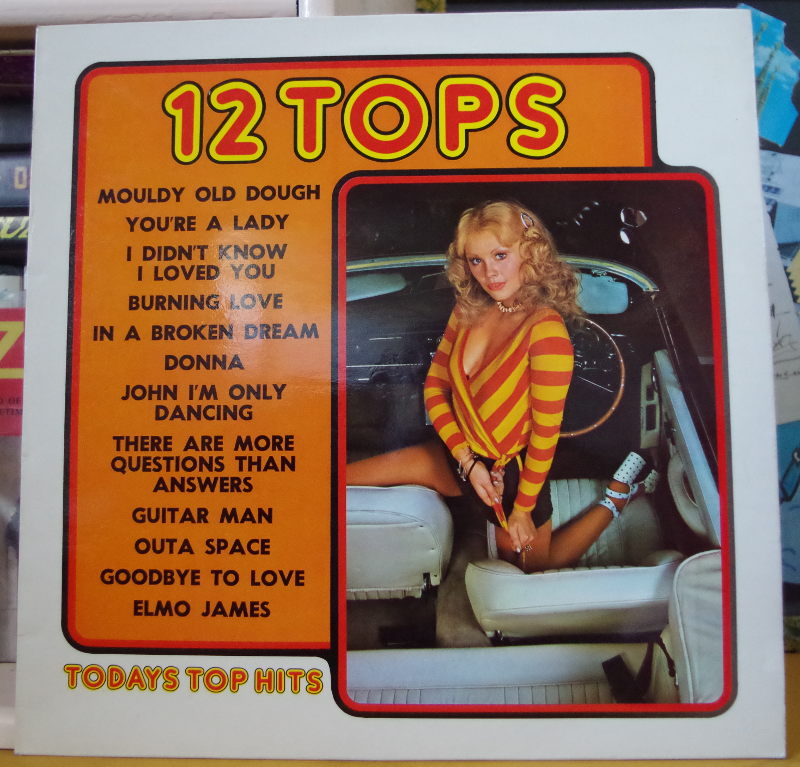 12 TOPS
MOULDY OLD DOUGH
YOU'RE A LADY
I DIDN'T KNOW
I LOVED YOU
BURNING LOVE
IN A BROKEN DREAM
DONNA
JOHN I'M ONLY
DANCING
THERE ARE MORE
QUESTIONS THAN
ANSWERS
GUITAR MAN
OUTA SPACE
GOODBYE TO LOVE
ELMO JAMES
TODAYS TOP HITS